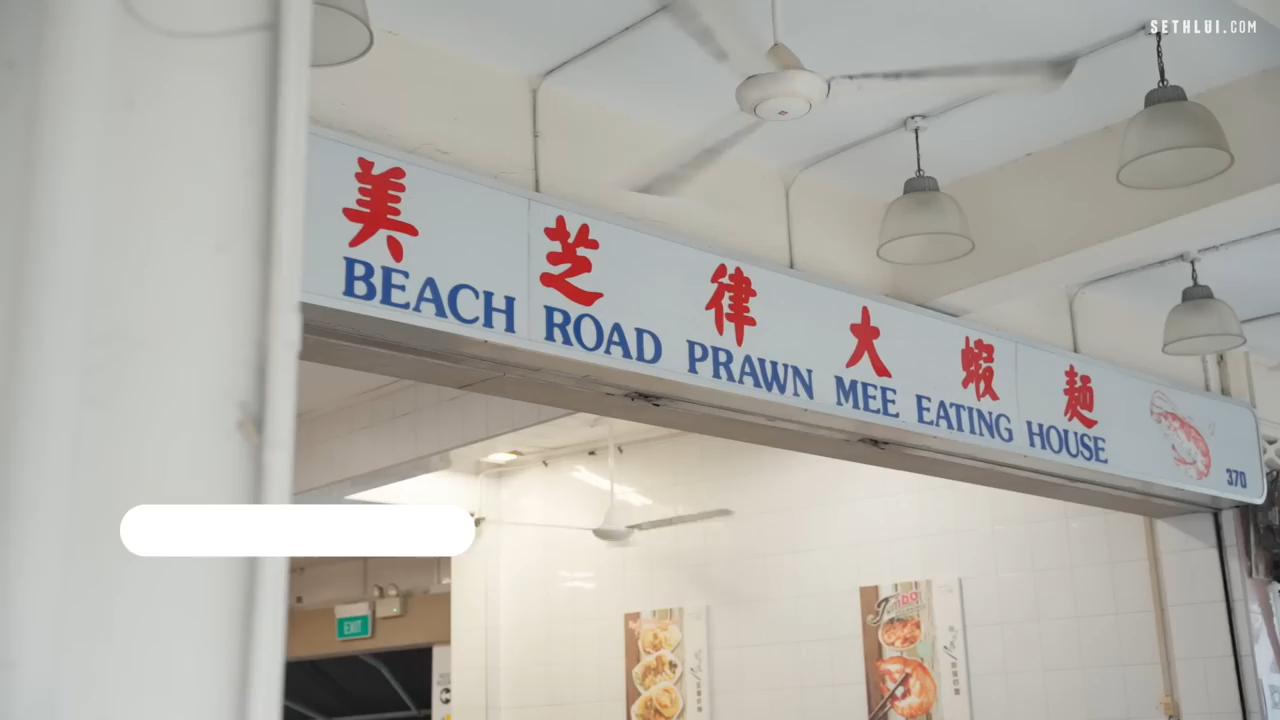 SETHLUI.COM
美芝律大蝦麵
BEACH ROAD PRAWN MEE EATING HOUSE
370
EXIT